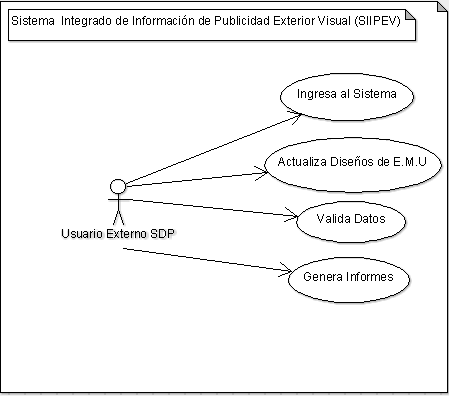 Sistema Integrado de Información de Publicidad Exterior Visual (SIIPEV)
Ingresa al Sistema
Actualiza Diseños de E.M.U
Valida Datos
Usuario Externo SDP
Genera Informes